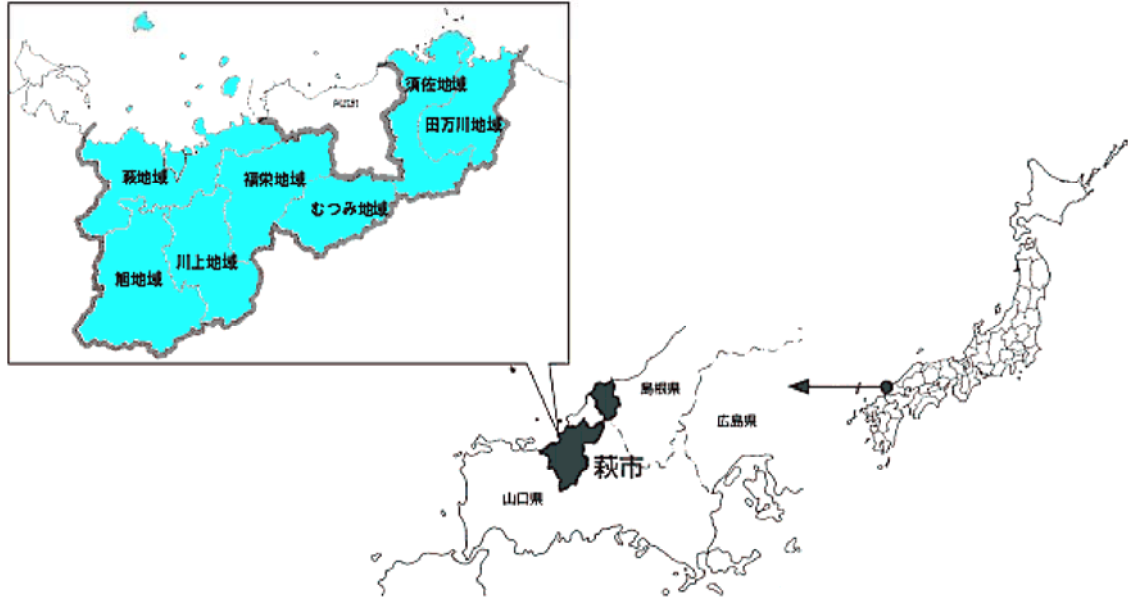 須佐地域
田万川地域
萩地域
福栄地域
むつみ地域
川上地域
旭地域
島根県
広島県
萩市
山口県